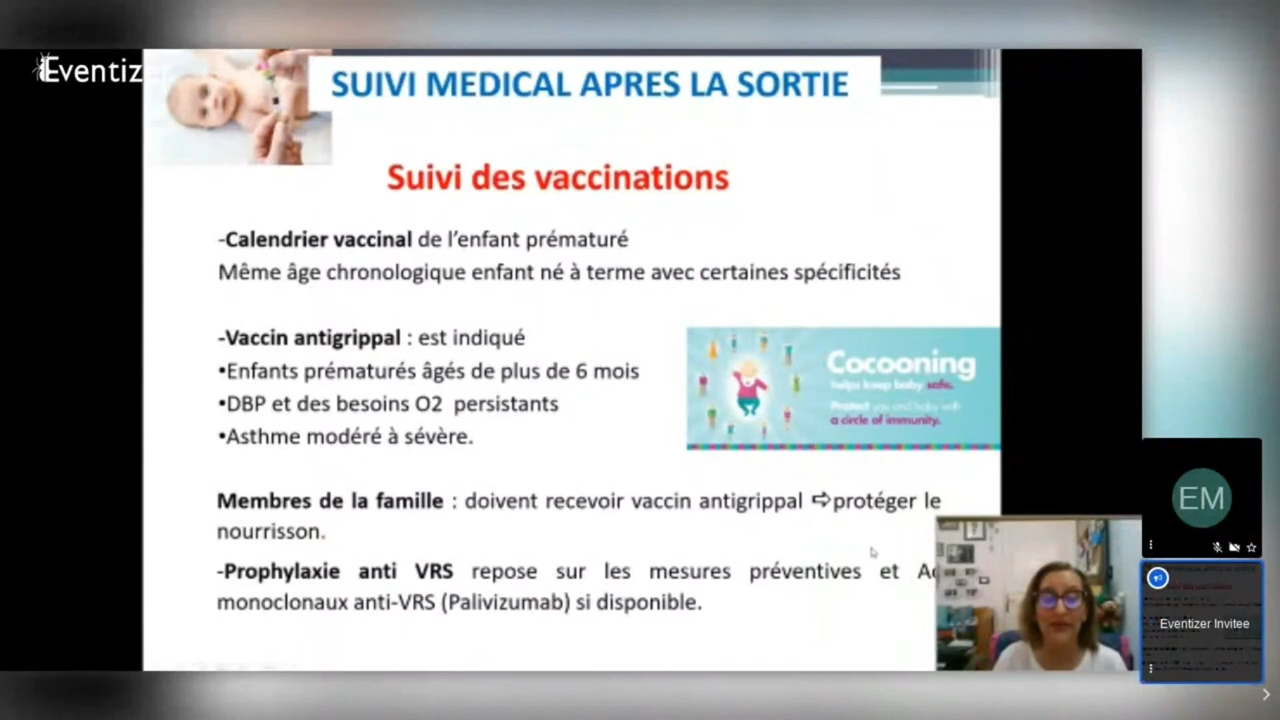 Eventiz
SUIVI MEDICAL APRES LA SORTIE
Suivi des vaccinations
-Calendrier vaccinal de l’enfant prématuré
Même âge chronologique enfant né à terme avec certaines spécificités
-Vaccin antigrippal : est indiqué
•Enfants prématurés âgés de plus de 6 mois
•DBP et des besoins O2 persistants
•Asthme modéré à sévère.
Cocooning
helps keep baby safe.
Protect you and baby with
a circle of immunity.
Membres de la famille : doivent recevoir vaccin antigrippal ⇨protéger le
nourrisson.
-Prophylaxie anti VRS repose sur les mesures préventives et
monoclonaux anti-VRS (Palivizumab) si disponible.
EM
Eventizer Invitee